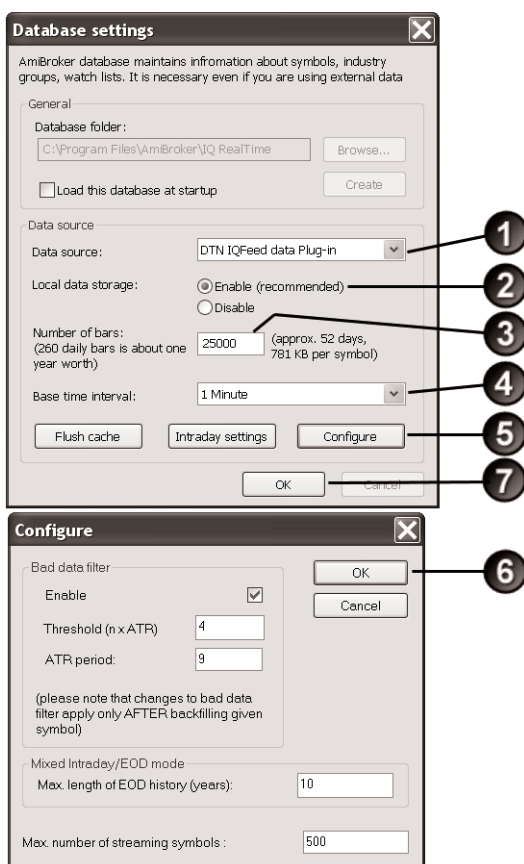 Database settings
AmiBroker database maintains infromation about symbols, industry
groups, watch lists. It is necessary even if you are using external data
General
Database folder:
C:\Program Files\AmiBroker\IQ RealTime
Browse...
Load this database at startup
Create
Data source
Data source:
DTN IQFeed data Plug-in
1
Local data storage:
Enable (recommended)
2
Disable
Number of bars:
(260 daily bars is about one
year worth)
25000
(approx. 52 days,
781 KB per symbol)
3
Base time interval:
1 Minute
4
Flush cache
Intraday settings
Configure
5
OK
Cancel
7
Configure
Bad data filter
OK
6
Enable
Cancel
Threshold (n x ATR)
4
ATR period:
9
(please note that changes to bad data
filter apply only AFTER backfilling given
symbol)
Mixed Intraday/EOD mode
Max. length of EOD history (years):
10
Max. number of streaming symbols :
500